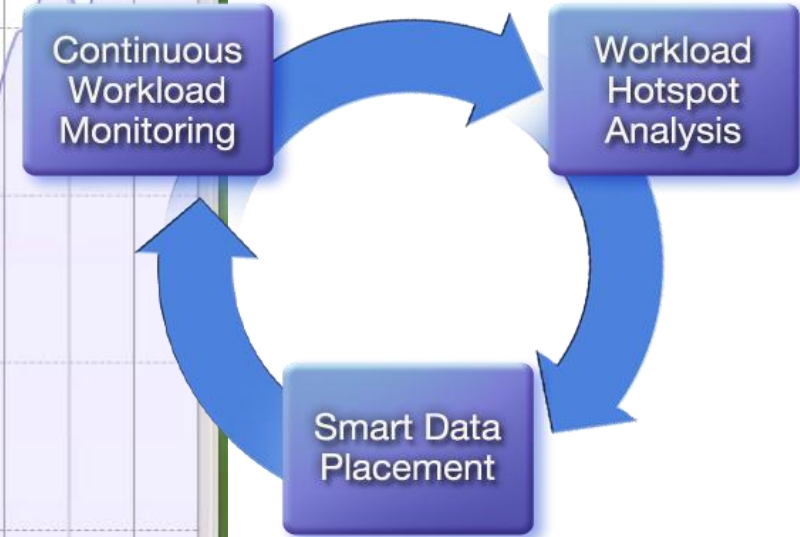 Continuous
Workload
Monitoring
Workload
Hotspot
Analysis
Smart Data
Placement